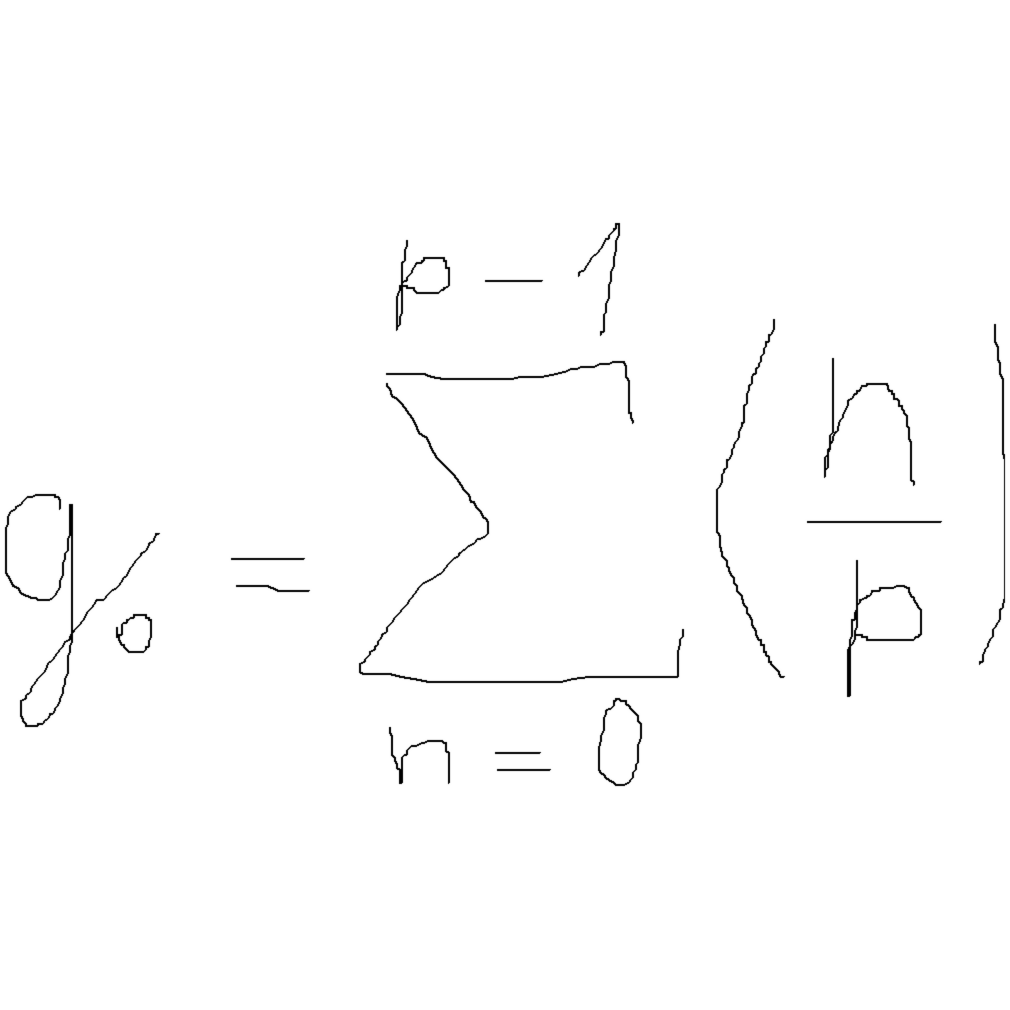 g_0 = \sum_{n=0}^{p-1} \left( \frac{n}{p} \right)